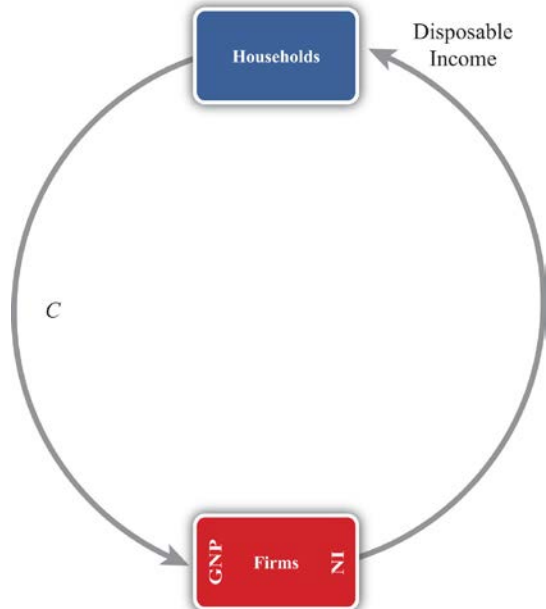 Disposable
Income
Households
C
GNP
Firms
NI